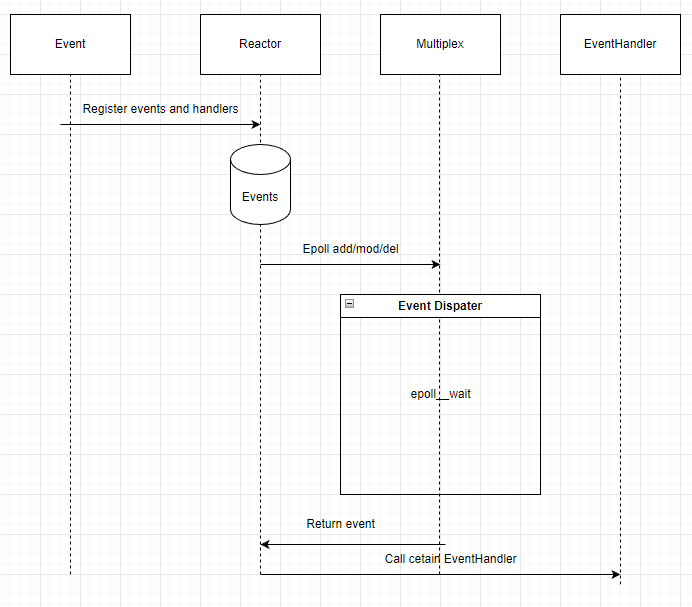 Event
Reactor
Multiplex
EventHandler
Register events and handlers
Events
Epoll add/mod/del
Event Dispater
epoll__wait
Return event
Call cetain EventHandler